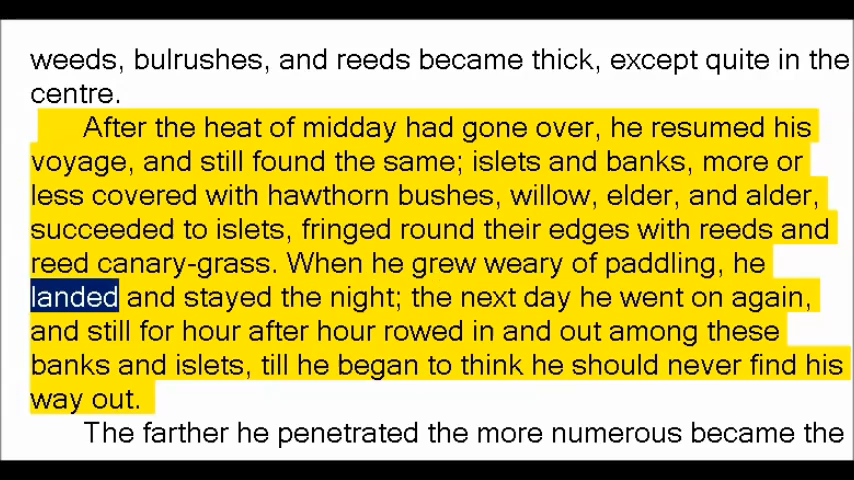 weeds, bulrushes, and reeds became thick, except quite in the
centre.
After the heat of midday had gone over, he resumed his
voyage, and still found the same; islets and banks, more or
less covered with hawthorn bushes, willow, elder, and alder,
succeeded to islets, fringed round their edges with reeds and
reed canary-grass. When he grew weary of paddling, he
landed and stayed the night; the next day he went on again,
and still for hour after hour rowed in and out among these
banks and islets, till he began to think he should never find his
way out.
The farther he penetrated the more numerous became the